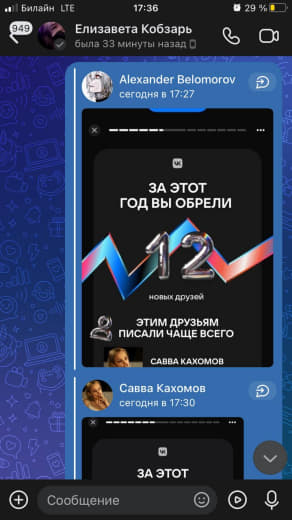 Билайн LTE 17:36 29 %
949
Елизавета Кобзарь
была 33 минуты назад
Alexander Belomorov
сегодня в 17:27
ЗА ЭТОТ
ГОД ВЫ ОБРЕЛИ
12
новых друзей
ЭТИМ ДРУЗЬЯМ
ПИСАЛИ ЧАЩЕ ВСЕГО
САВВА КАХОМОВ
Савва Кахомов
сегодня в 17:30
ЗА ЭТОТ
Сообщение